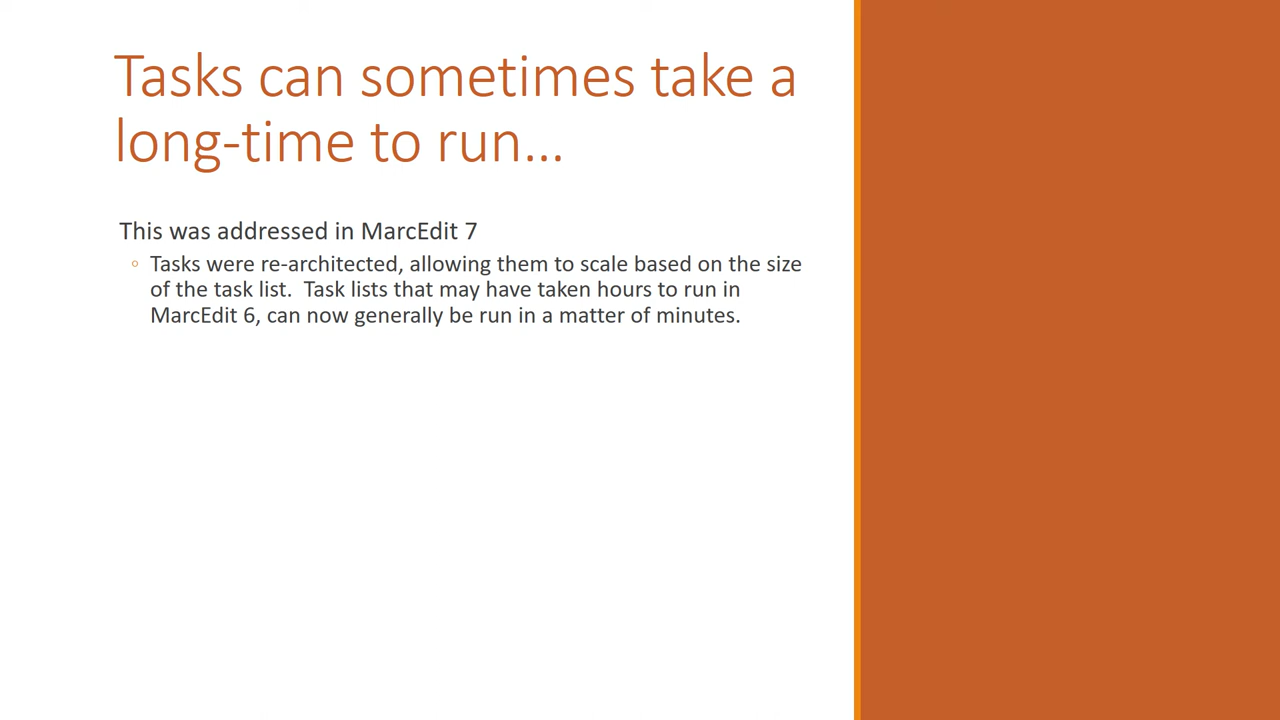 Tasks can sometimes take a
long-time to run…
This was addressed in MarcEdit 7
◦ Tasks were re-architected, allowing them to scale based on the size
of the task list.  Task lists that may have taken hours to run in
MarcEdit 6, can now generally be run in a matter of minutes.